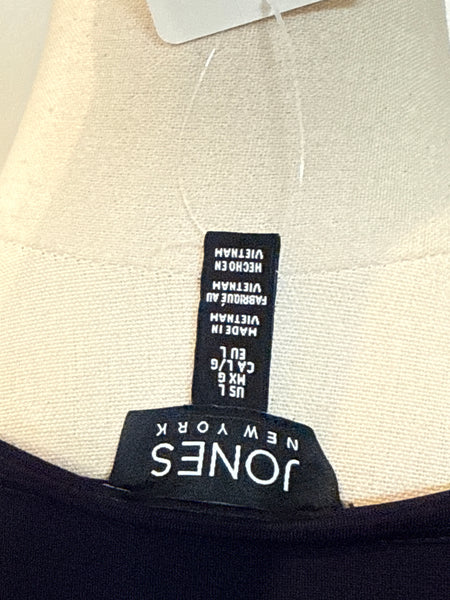 JONES
NEW YORK
US L
MX G
CA L/G
EU L
MADE IN
VIETNAM
FABRIQUÉ AU
VIETNAM
HECHO EN
VIETNAM